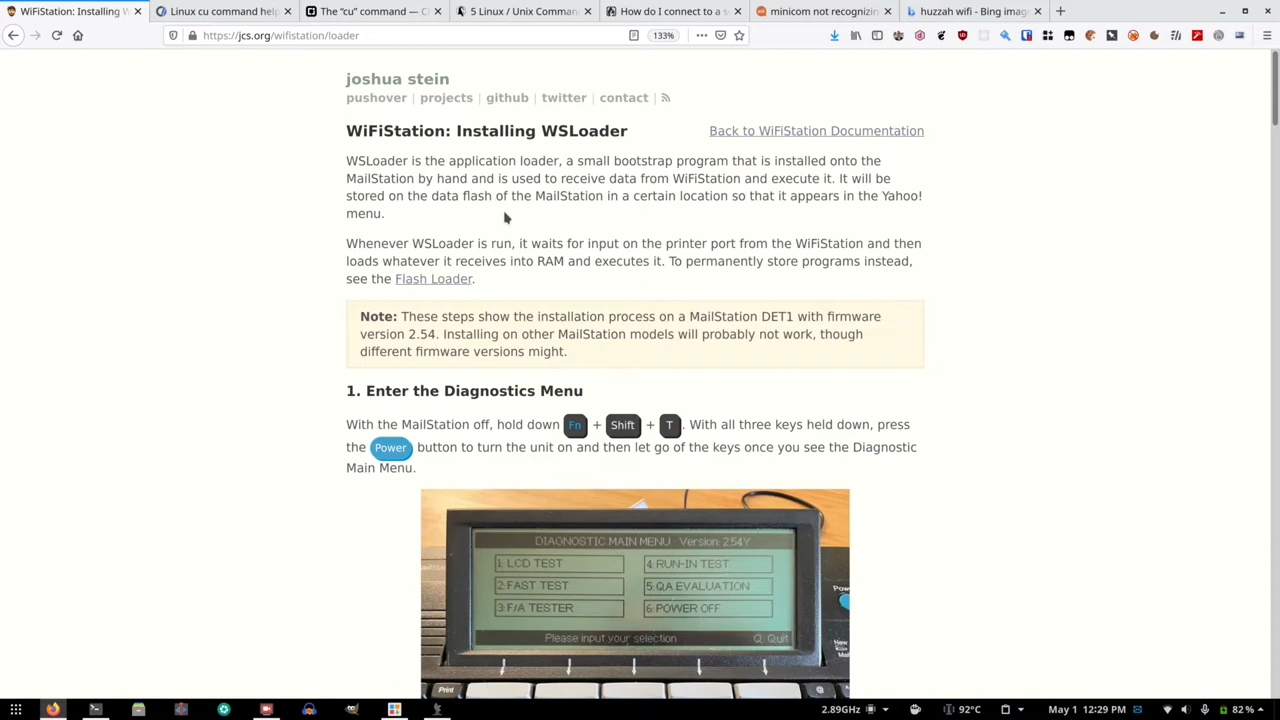 WiFiStation: Installing W
Linux cu command help
The "cu" command — C
5 Linux / Unix Comman
How do I connect to a s
minicom not recognizin
huzzah wifi - Bing imag
https://jcs.org/wifistation/loader
133%
joshua stein
pushover | projects | github | twitter | contact |
WiFiStation: Installing WSLoader
Back to WiFiStation Documentation
WSLoader is the application loader, a small bootstrap program that is installed onto the
MailStation by hand and is used to receive data from WiFiStation and execute it. It will be
stored on the data flash of the MailStation in a certain location so that it appears in the Yahoo!
menu.
Whenever WSLoader is run, it waits for input on the printer port from the WiFiStation and then
loads whatever it receives into RAM and executes it. To permanently store programs instead,
see the Flash Loader.
Note: These steps show the installation process on a MailStation DET1 with firmware
version 2.54. Installing on other MailStation models will probably not work, though
different firmware versions might.
1. Enter the Diagnostics Menu
With the MailStation off, hold down Fn + Shift + T. With all three keys held down, press
the Power button to turn the unit on and then let go of the keys once you see the Diagnostic
Main Menu.
DIAGNOSTIC MAIN MENU Version: 2.54Y
1: LCD TEST
4: RUN-IN TEST
2: FAST TEST
5: QA EVALUATION
3: F/A TESTER
6: POWER OFF
Please input your selection
Q: Quit
Print
2.89GHz
92°C
May 1 12:29 PM
82 %